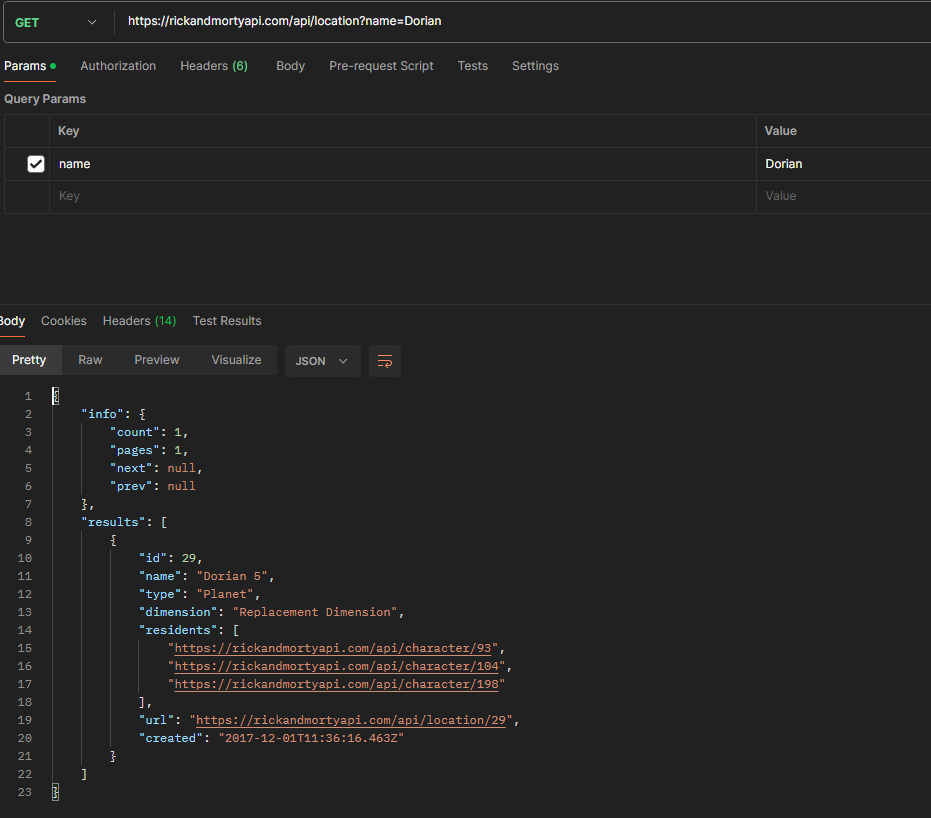 GET https://rickandmortyapi.com/api/location?name=Dorian
Params Authorization Headers (6) Body Pre-request Script Tests Settings
Query Params
Key Value
name Dorian
Key Value
Body Cookies Headers (14) Test Results
Pretty Raw Preview Visualize JSON
1 {
2 "info": {
3 "count": 1,
4 "pages": 1,
5 "next": null,
6 "prev": null
7 },
8 "results": [
9 {
10 "id": 29,
11 "name": "Dorian 5",
12 "type": "Planet",
13 "dimension": "Replacement Dimension",
14 "residents": [
15 "https://rickandmortyapi.com/api/character/93",
16 "https://rickandmortyapi.com/api/character/104",
17 "https://rickandmortyapi.com/api/character/198"
18 ],
19 "url": "https://rickandmortyapi.com/api/location/29",
20 "created": "2017-12-01T11:36:16.463Z"
21 }
22 ]
23 }